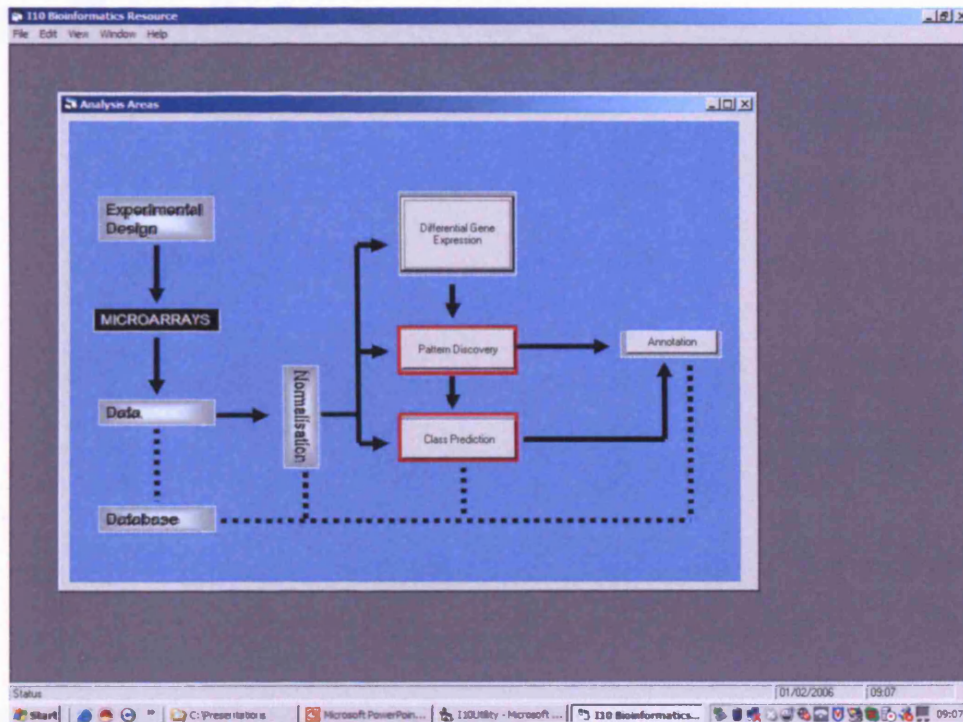 I10 Bioinformatics Resource
File Edit View Window Help
Analysis Areas
Experimental
Design
MICROARRAYS
Data
Database
Normalisation
Differential Gene
Expression
Pattern Discovery
Class Prediction
Annotation
Status
01/02/2006
09:07
Start
C:\Presentations
Microsoft PowerPoin...
I10Utility - Microsoft ...
I10 Bioinformatics...
09:07